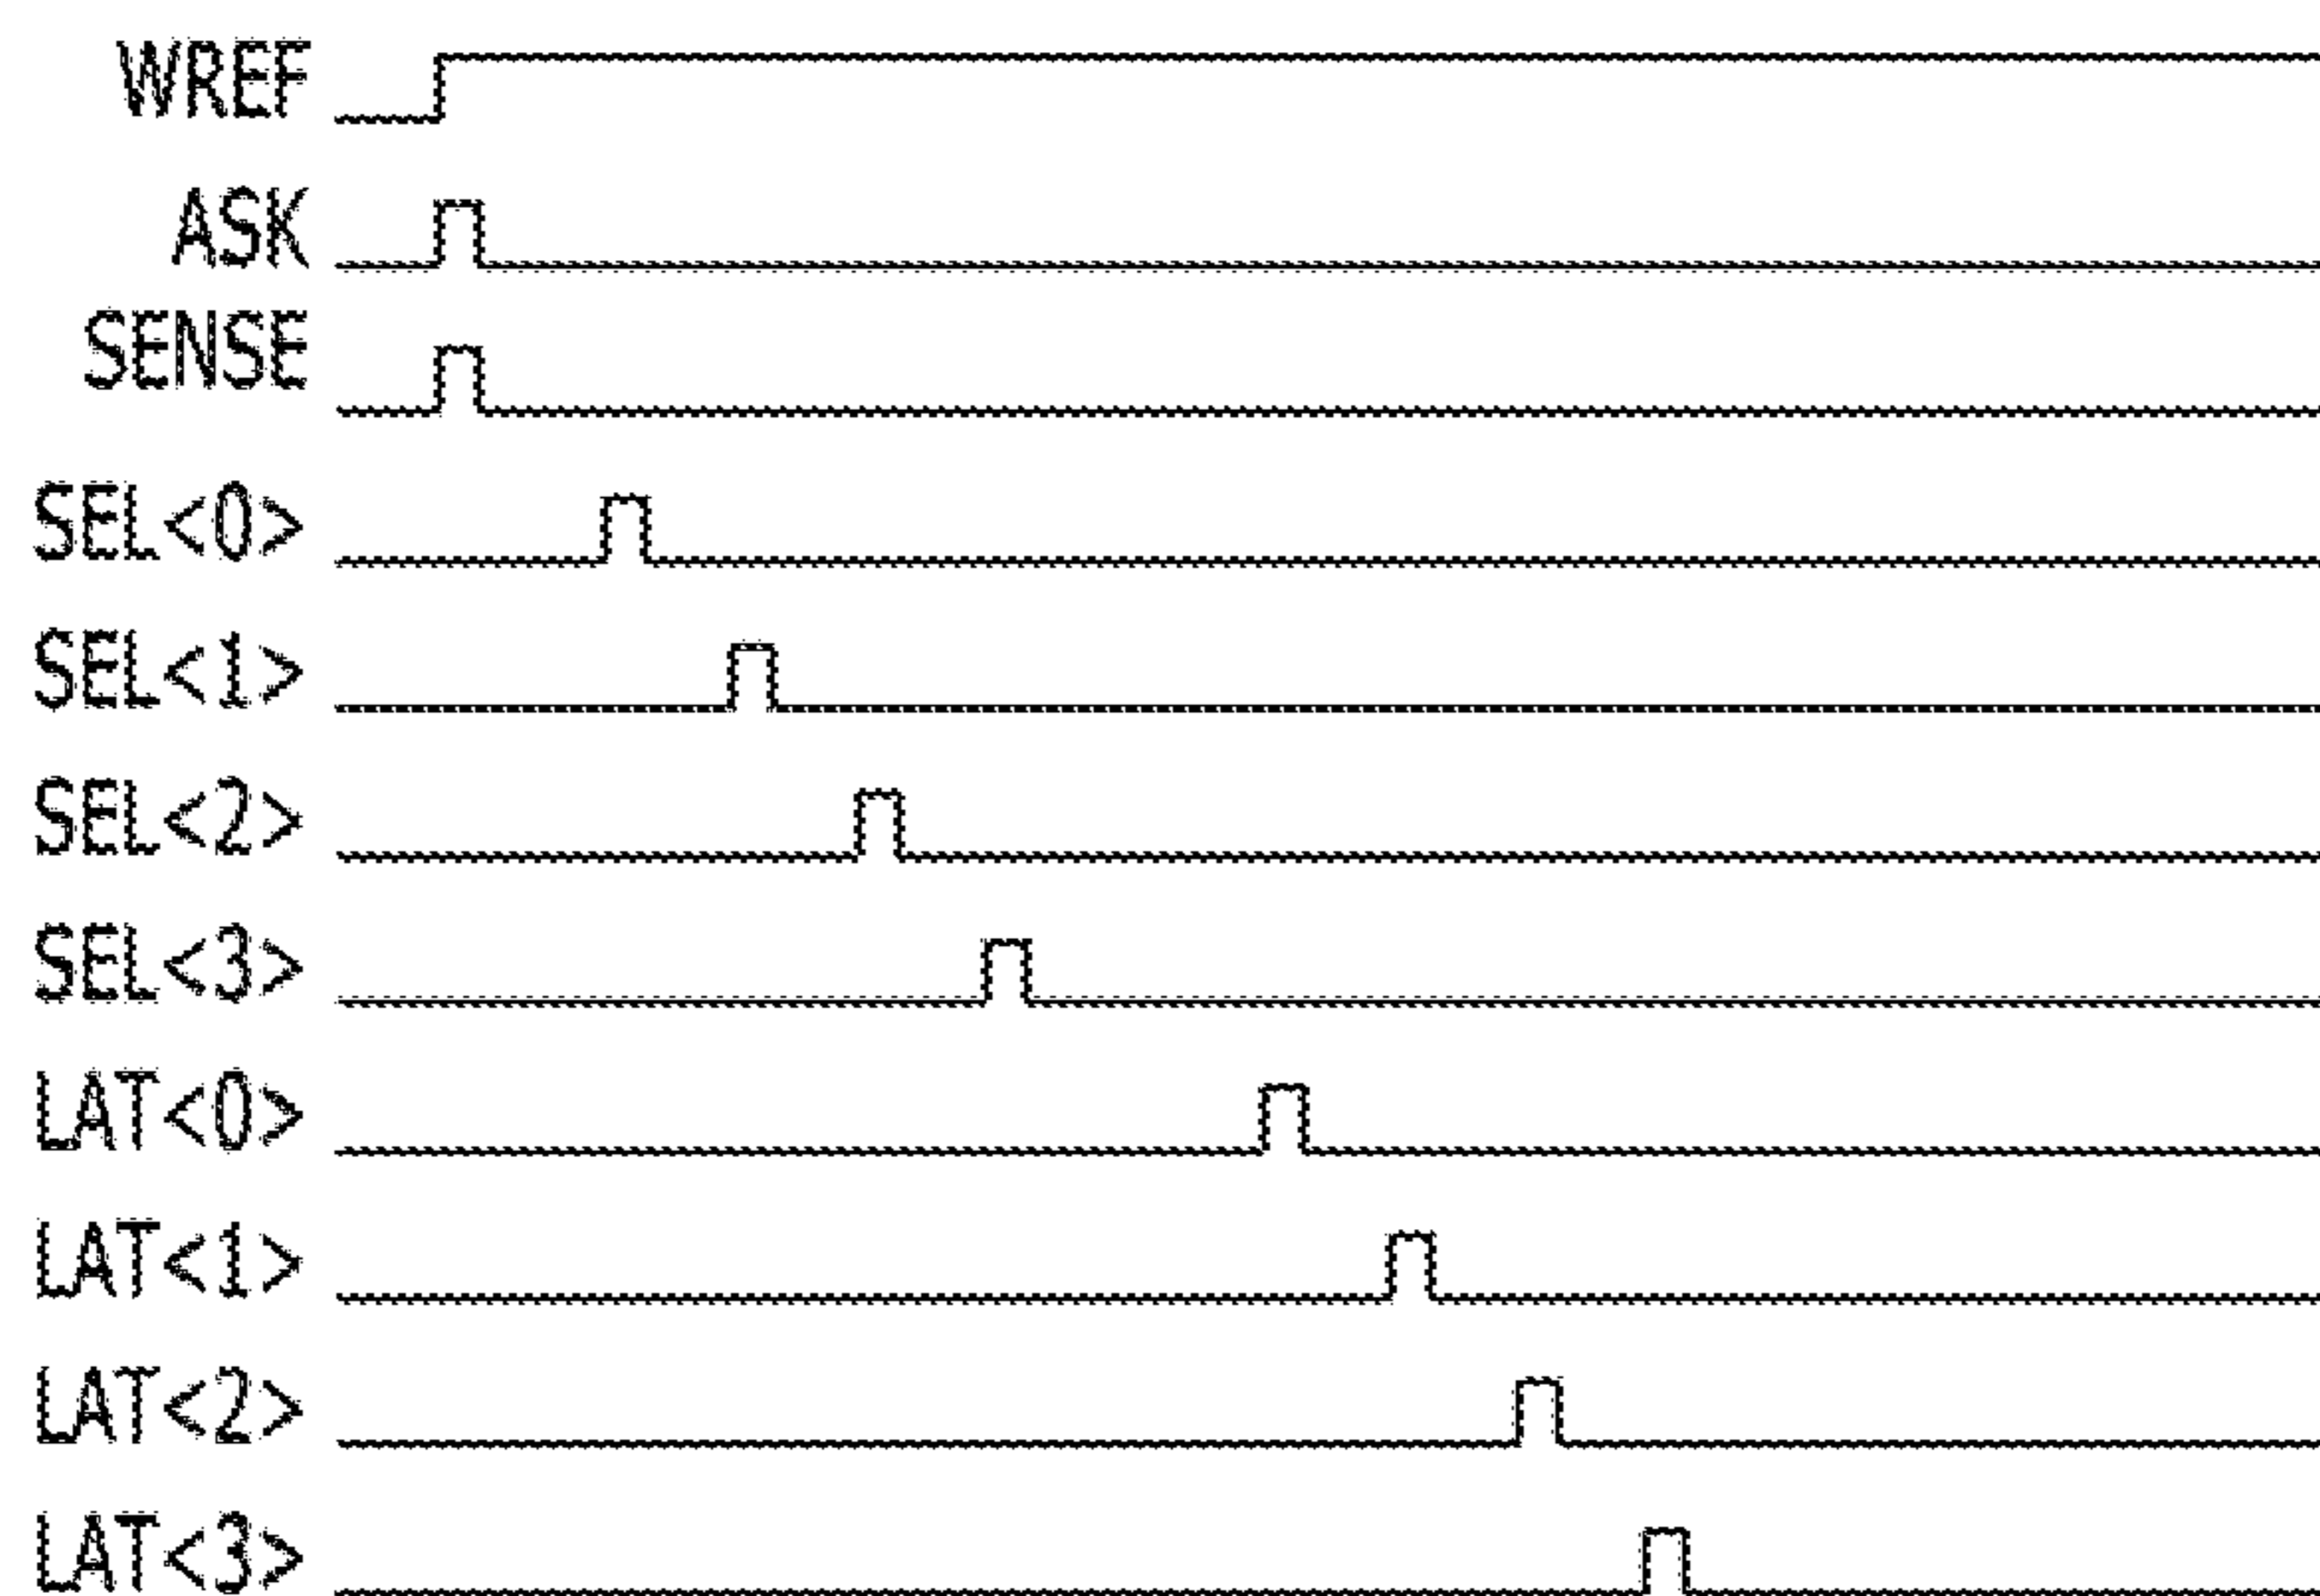 WREF
ASK
SENSE
SEL<0>
SEL<1>
SEL<2>
SEL<3>
LAT<0>
LAT<1>
LAT<2>
LAT<3>